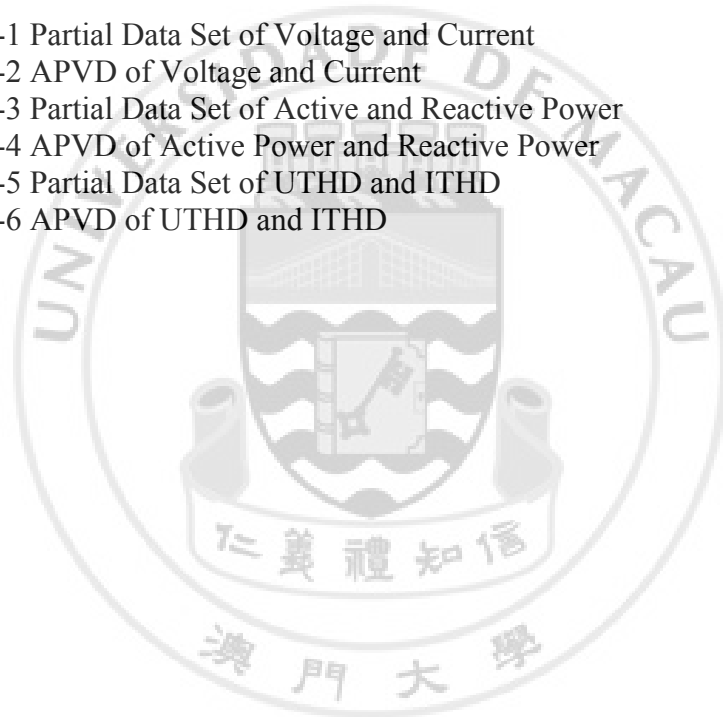 -1 Partial Data Set of Voltage and Current
-2 APVD of Voltage and Current
-3 Partial Data Set of Active and Reactive Power
-4 APVD of Active Power and Reactive Power
-5 Partial Data Set of UTHD and ITHD
-6 APVD of UTHD and ITHD
UNIVERSIDADE DE MACAU
仁義禮知信
澳門大學